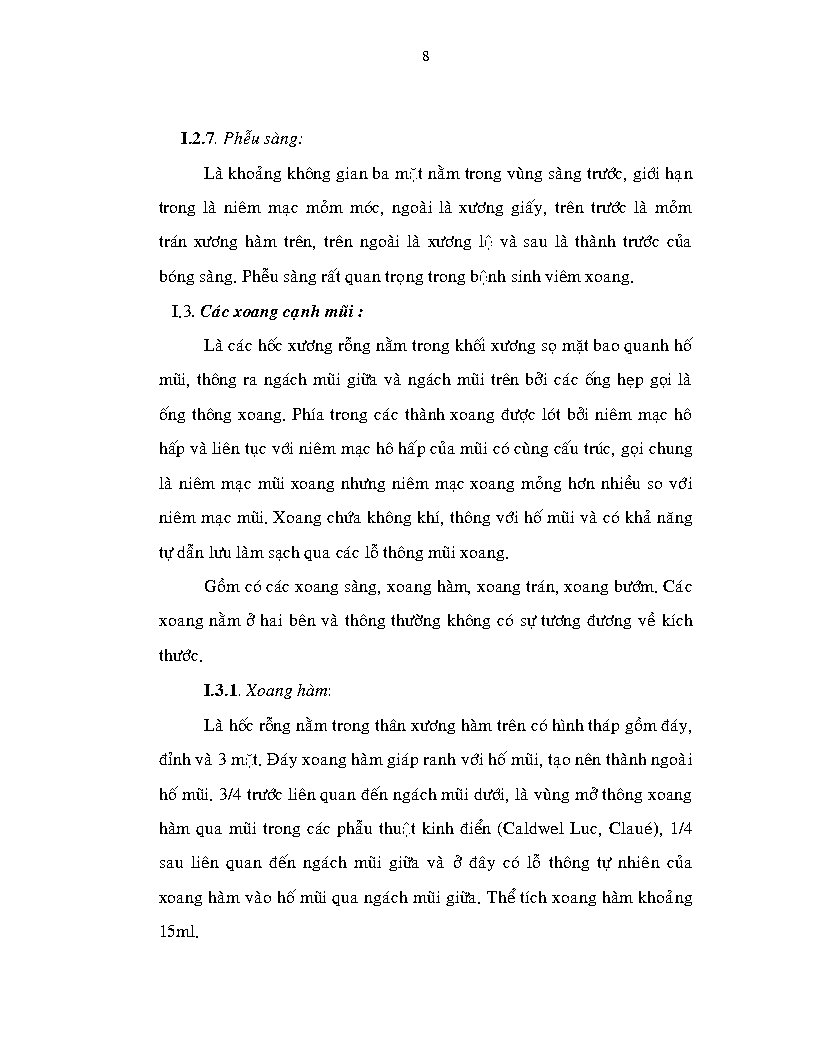 8
I.2.7. Phễu sàng:
Là khoảng không gian ba mặt nằm trong vùng sàng trước, giới hạn
trong là niêm mạc mỏm móc, ngoài là xương giấy, trên trước là mỏm
trán xương hàm trên, trên ngoài là xương lệ và sau là thành trước của
bóng sàng. Phễu sàng rất quan trọng trong bệnh sinh viêm xoang.
I.3. Các xoang cạnh mũi :
Là các hốc xương rỗng nằm trong khối xương sọ mặt bao quanh hố
mũi, thông ra ngách mũi giữa và ngách mũi trên bởi các ống hẹp gọi là
ống thông xoang. Phía trong các thành xoang được lót bởi niêm mạc hô
hấp và liên tục với niêm mạc hô hấp của mũi có cùng cấu trúc, gọi chung
là niêm mạc mũi xoang nhưng niêm mạc xoang mỏng hơn nhiều so với
niêm mạc mũi. Xoang chứa không khí, thông với hố mũi và có khả năng
tự dẫn lưu làm sạch qua các lỗ thông mũi xoang.
Gồm có các xoang sàng, xoang hàm, xoang trán, xoang bướm. Các
xoang nằm ở hai bên và thông thường không có sự tương đương về kích
thước.
I.3.1. Xoang hàm:
Là hốc rỗng nằm trong thân xương hàm trên có hình tháp gồm đáy,
đỉnh và 3 mặt. Đáy xoang hàm giáp ranh với hố mũi, tạo nên thành ngoài
hố mũi. 3/4 trước liên quan đến ngách mũi dưới, là vùng mở thông xoang
hàm qua mũi trong các phẫu thuật kinh điển (Caldwel Luc, Claué), 1/4
sau liên quan đến ngách mũi giữa và ở đây có lỗ thông tự nhiên của
xoang hàm vào hố mũi qua ngách mũi giữa. Thể tích xoang hàm khoảng
15ml.